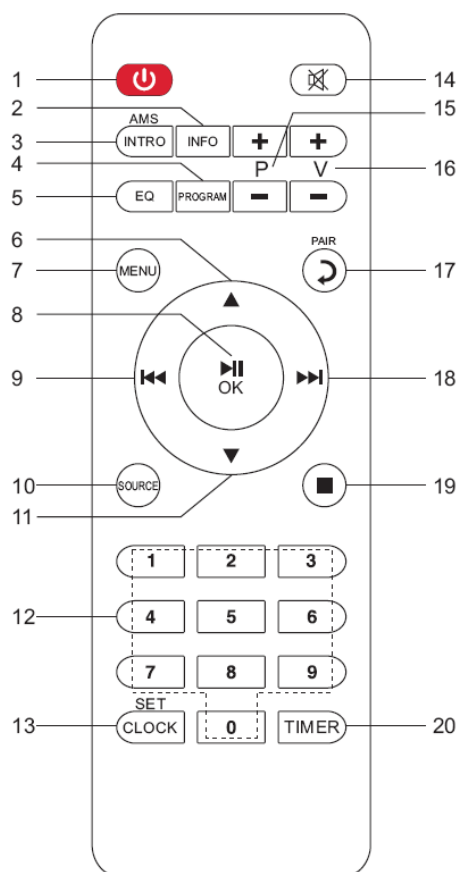 1 14
2 15
AMS
3 INTRO INFO + +
P V 16
4
5 EQ PROGRAM - -
6 PAIR
7 MENU 17
8
OK
9 18
10 SOURCE 19
11
1 2 3
12 4 5 6
7 8 9
SET
13 CLOCK 0 TIMER 20